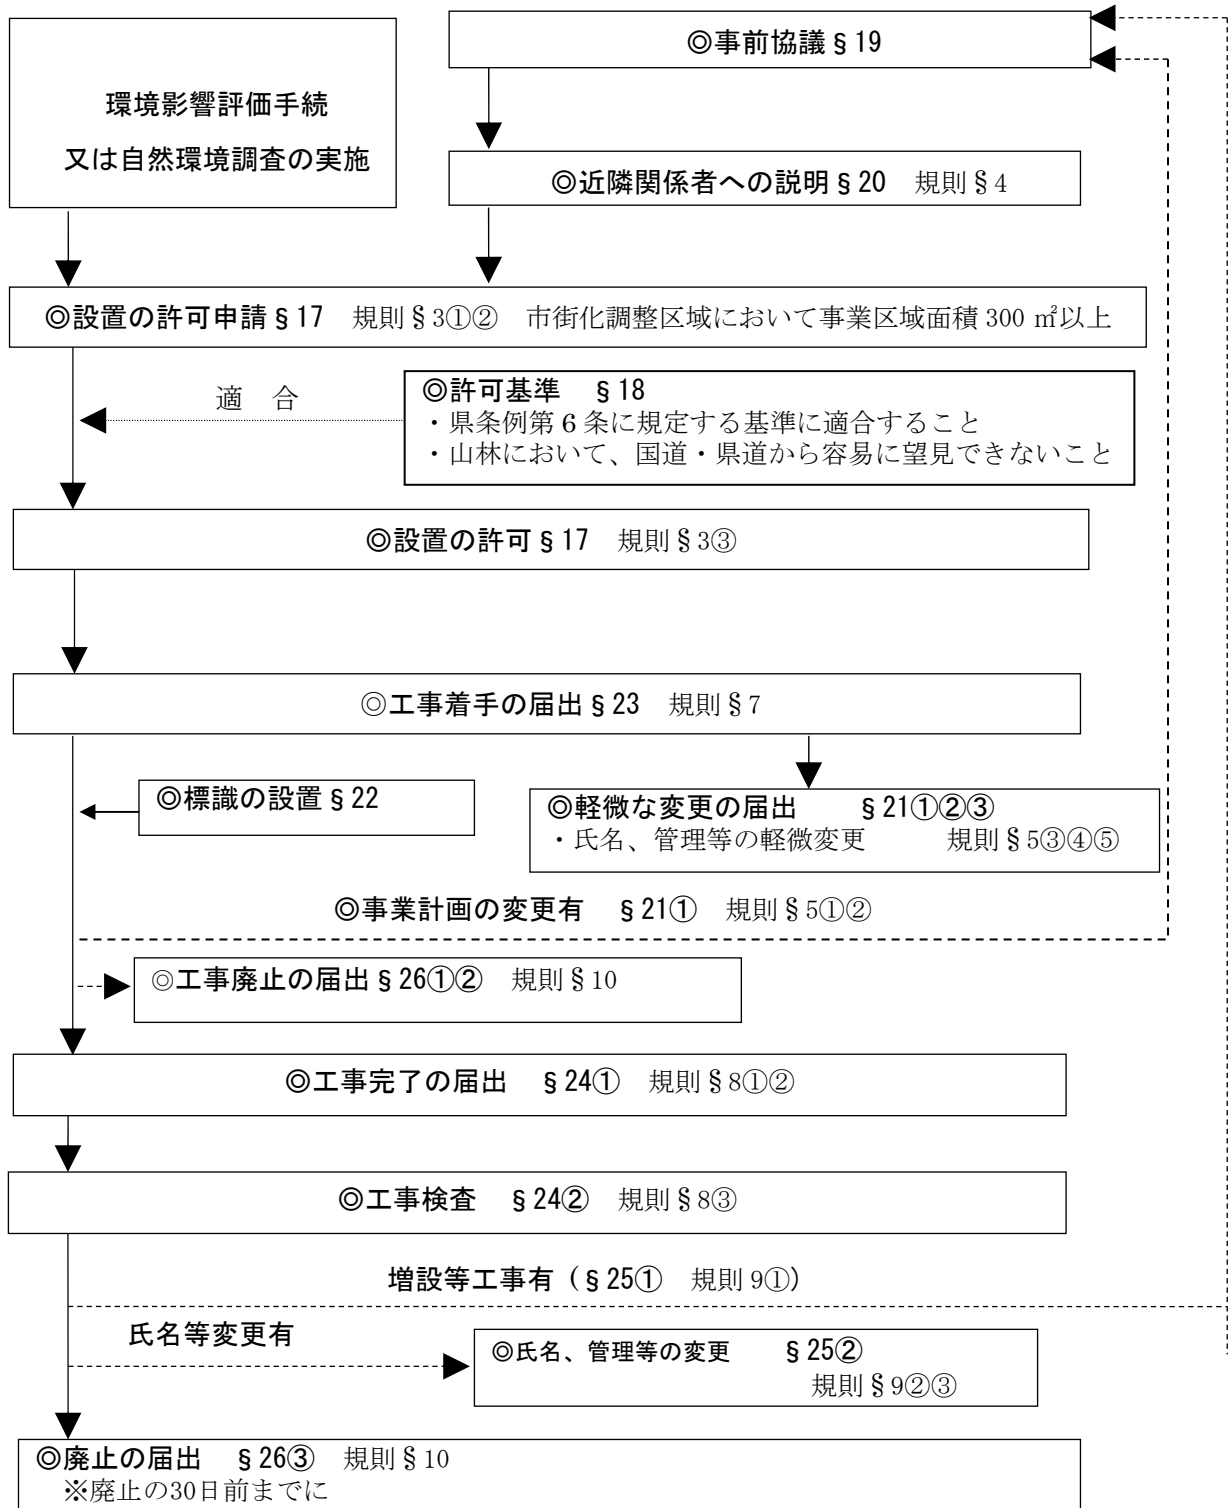 環境影響評価手続
又は自然環境調査の実施
◎事前協議§19
◎近隣関係者への説明§20　規則§4
◎設置の許可申請§17　規則§3①②　市街化調整区域において事業区域面積 300 ㎡以上
適　合
◎許可基準　§18
・県条例第6条に規定する基準に適合すること
・山林において、国道・県道から容易に望見できないこと
◎設置の許可§17　規則§3③
◎工事着手の届出§23　規則§7
◎標識の設置§22
◎軽微な変更の届出　　§21①②③
・氏名、管理等の軽微変更　　　規則§5③④⑤
◎事業計画の変更有　§21①　規則§5①②
◎工事廃止の届出§26①②　規則§10
◎工事完了の届出　§24①　規則§8①②
◎工事検査　§24②　規則§8③
増設等工事有（§25①　規則 9①）
氏名等変更有
◎氏名、管理等の変更　　§25②
規則§9②③
◎廃止の届出　§26③　規則§10
※廃止の30日前までに